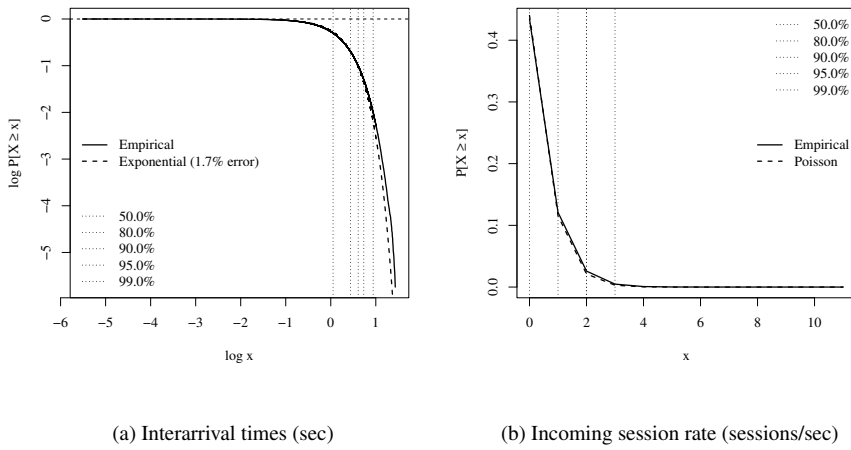 0
−1
−2
−3
−4
−5
log P[X ≥ x]
Empirical
Exponential (1.7% error)
50.0%
80.0%
90.0%
95.0%
99.0%
−6 −5 −4 −3 −2 −1 0 1
log x
(a) Interarrival times (sec)
0.4
0.3
0.2
0.1
0.0
P[X ≥ x]
50.0%
80.0%
90.0%
95.0%
99.0%
Empirical
Poisson
0 2 4 6 8 10
x
(b) Incoming session rate (sessions/sec)